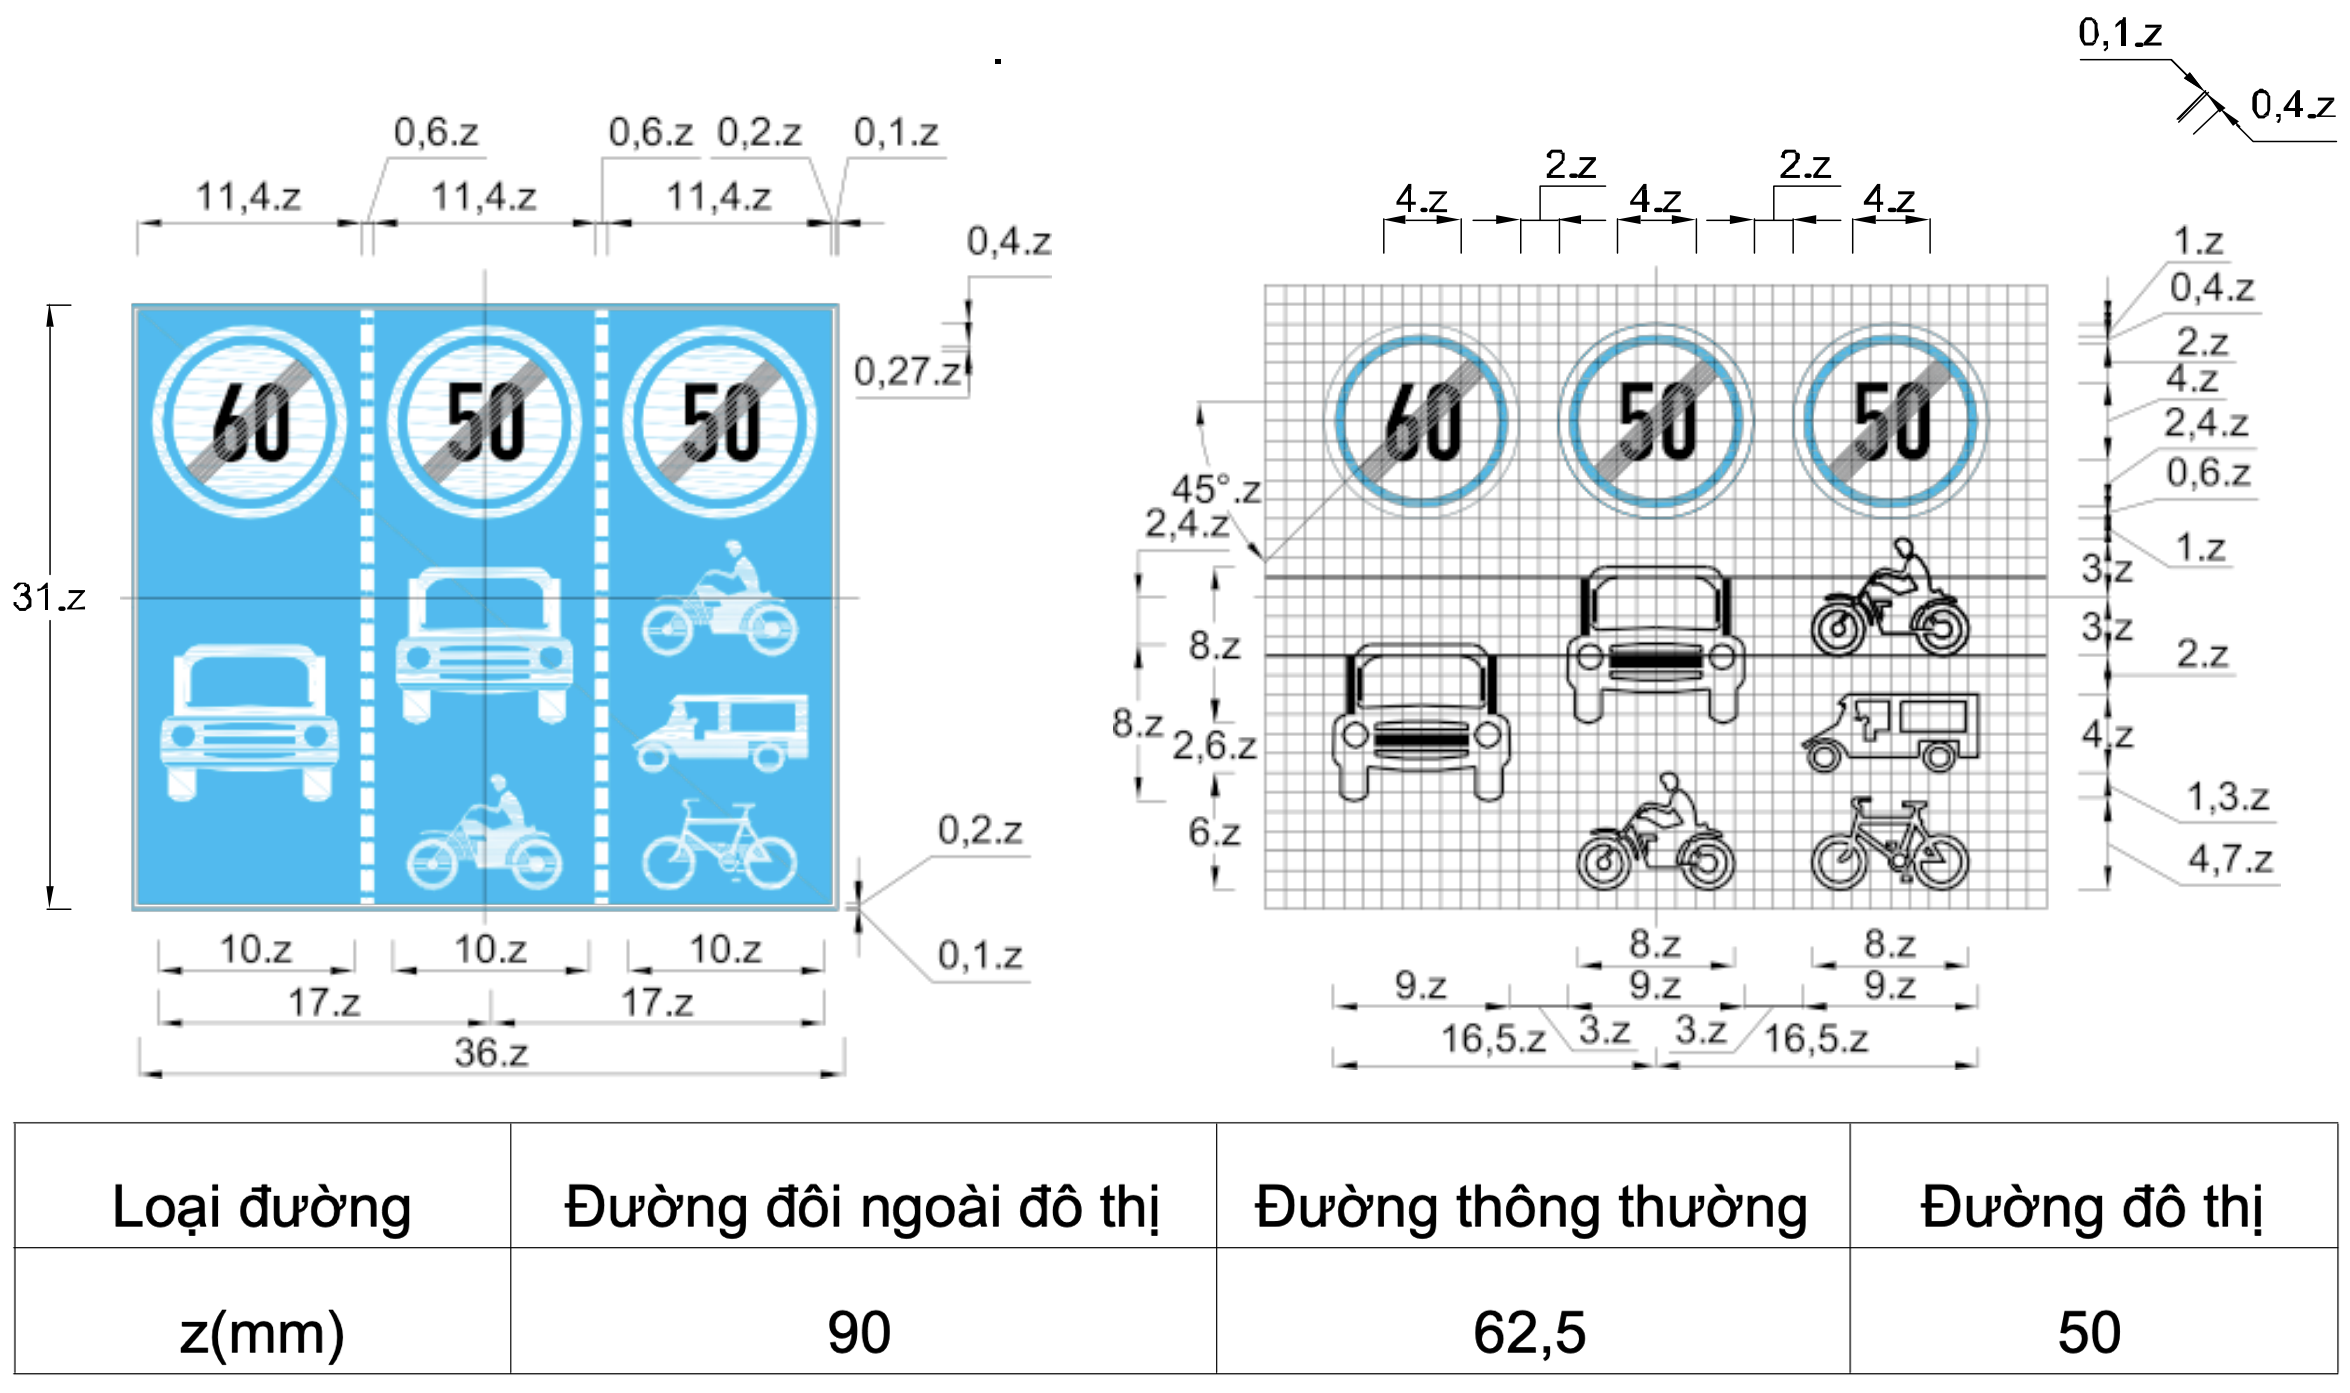 0,1.z
0,4.z
0,6.z 0,6.z 0,2.z 0,1.z
11,4.z 11,4.z 11,4.z
0,4.z
0,27.z
31.z
60 50 50
0,2.z
0,1.z
10.z 10.z 10.z
17.z 17.z
36.z
2.z 2.z
4.z 4.z 4.z
1.z
0,4.z
2.z
4.z
2,4.z
0,6.z
1.z
3.z
3.z
2.z
4.z
1,3.z
4,7.z
60 50 50
45°.z
2,4.z
8.z
8.z
2,6.z
6.z
8.z 8.z
9.z 9.z 9.z
3.z 3.z
16,5.z 16,5.z
Loại đường Đường đôi ngoài đô thị Đường thông thường Đường đô thị
z(mm) 90 62,5 50